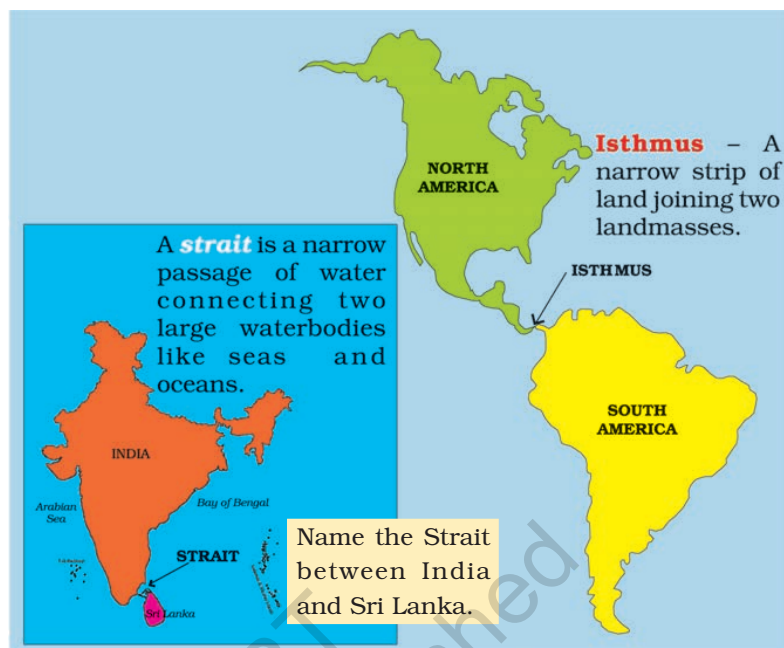 NORTH
AMERICA
Isthmus – A
narrow strip of
land joining two
landmasses.
ISTHMUS
SOUTH
AMERICA
A strait is a narrow
passage of water
connecting two
large waterbodies
like seas and
oceans.
INDIA
Arabian
Sea
Bay of Bengal
STRAIT
Sri Lanka
Name the Strait
between India
and Sri Lanka.